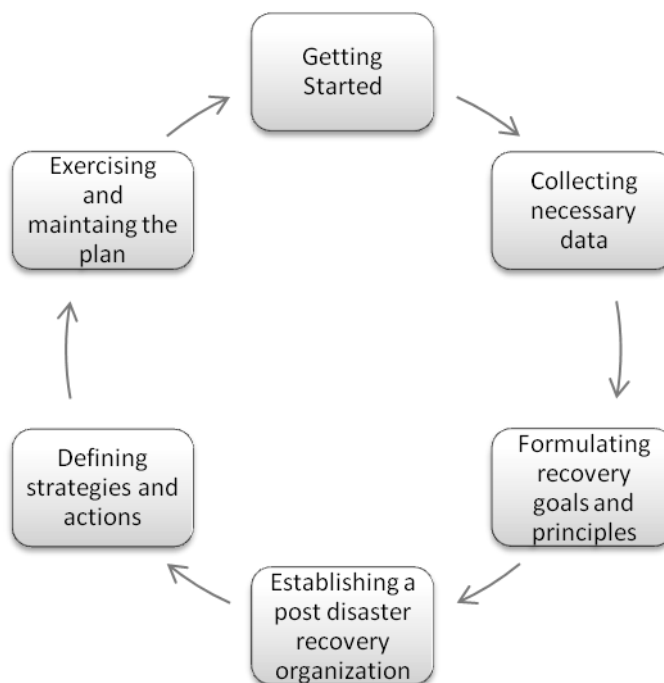 Getting
Started
Collecting
necessary
data
Formulating
recovery
goals and
principles
Establishing a
post disaster
recovery
organization
Defining
strategies and
actions
Exercising
and
maintaing the
plan